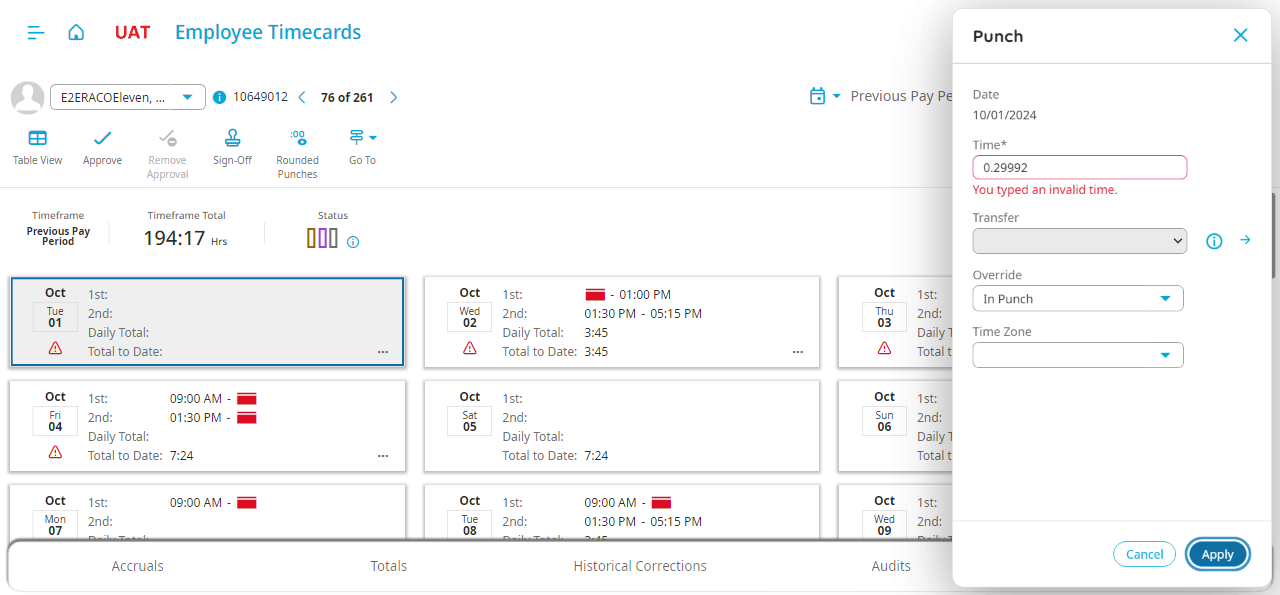 UAT Employee Timecards
E2ERACOEleven, ... 10649012 76 of 261
Previous Pay Pe
Table View
Approve
Remove
Approval
Sign-Off
:00
Rounded
Punches
Go To
Timeframe
Previous Pay
Period
Timeframe Total
194:17 Hrs
Status
Oct
Tue
01
1st:
2nd:
Daily Total:
Total to Date:
...
Oct
Wed
02
1st: - 01:00 PM
2nd: 01:30 PM - 05:15 PM
Daily Total: 3:45
Total to Date: 3:45
...
Oct
Thu
03
1st:
2nd:
Daily T
Total t
Oct
Fri
04
1st: 09:00 AM -
2nd: 01:30 PM -
Daily Total:
Total to Date: 7:24
...
Oct
Sat
05
1st:
2nd:
Daily Total:
Total to Date: 7:24
Oct
Sun
06
1st:
2nd:
Daily T
Total t
Oct
Mon
07
1st: 09:00 AM -
2nd:
Daily Total:
Oct
Tue
08
1st: 09:00 AM -
2nd: 01:30 PM - 05:15 PM
Daily Total: 3:45
Oct
Wed
09
1st:
2nd:
Daily T
Accruals
Totals
Historical Corrections
Audits
Punch
Date
10/01/2024
Time*
0.29992
You typed an invalid time.
Transfer
Override
In Punch
Time Zone
Cancel
Apply